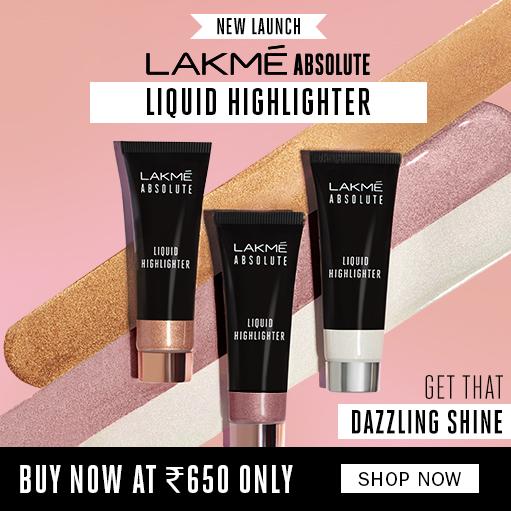 NEW LAUNCH
LAKMÉ ABSOLUTE
LIQUID HIGHLIGHTER
LAKMÉ
ABSOLUTE
LIQUID
HIGHLIGHTER
LAKMÉ
ABSOLUTE
LIQUID
HIGHLIGHTER
LAKMÉ
ABSOLUTE
LIQUID
HIGHLIGHTER
GET THAT
DAZZLING SHINE
BUY NOW AT ₹650 ONLY
SHOP NOW